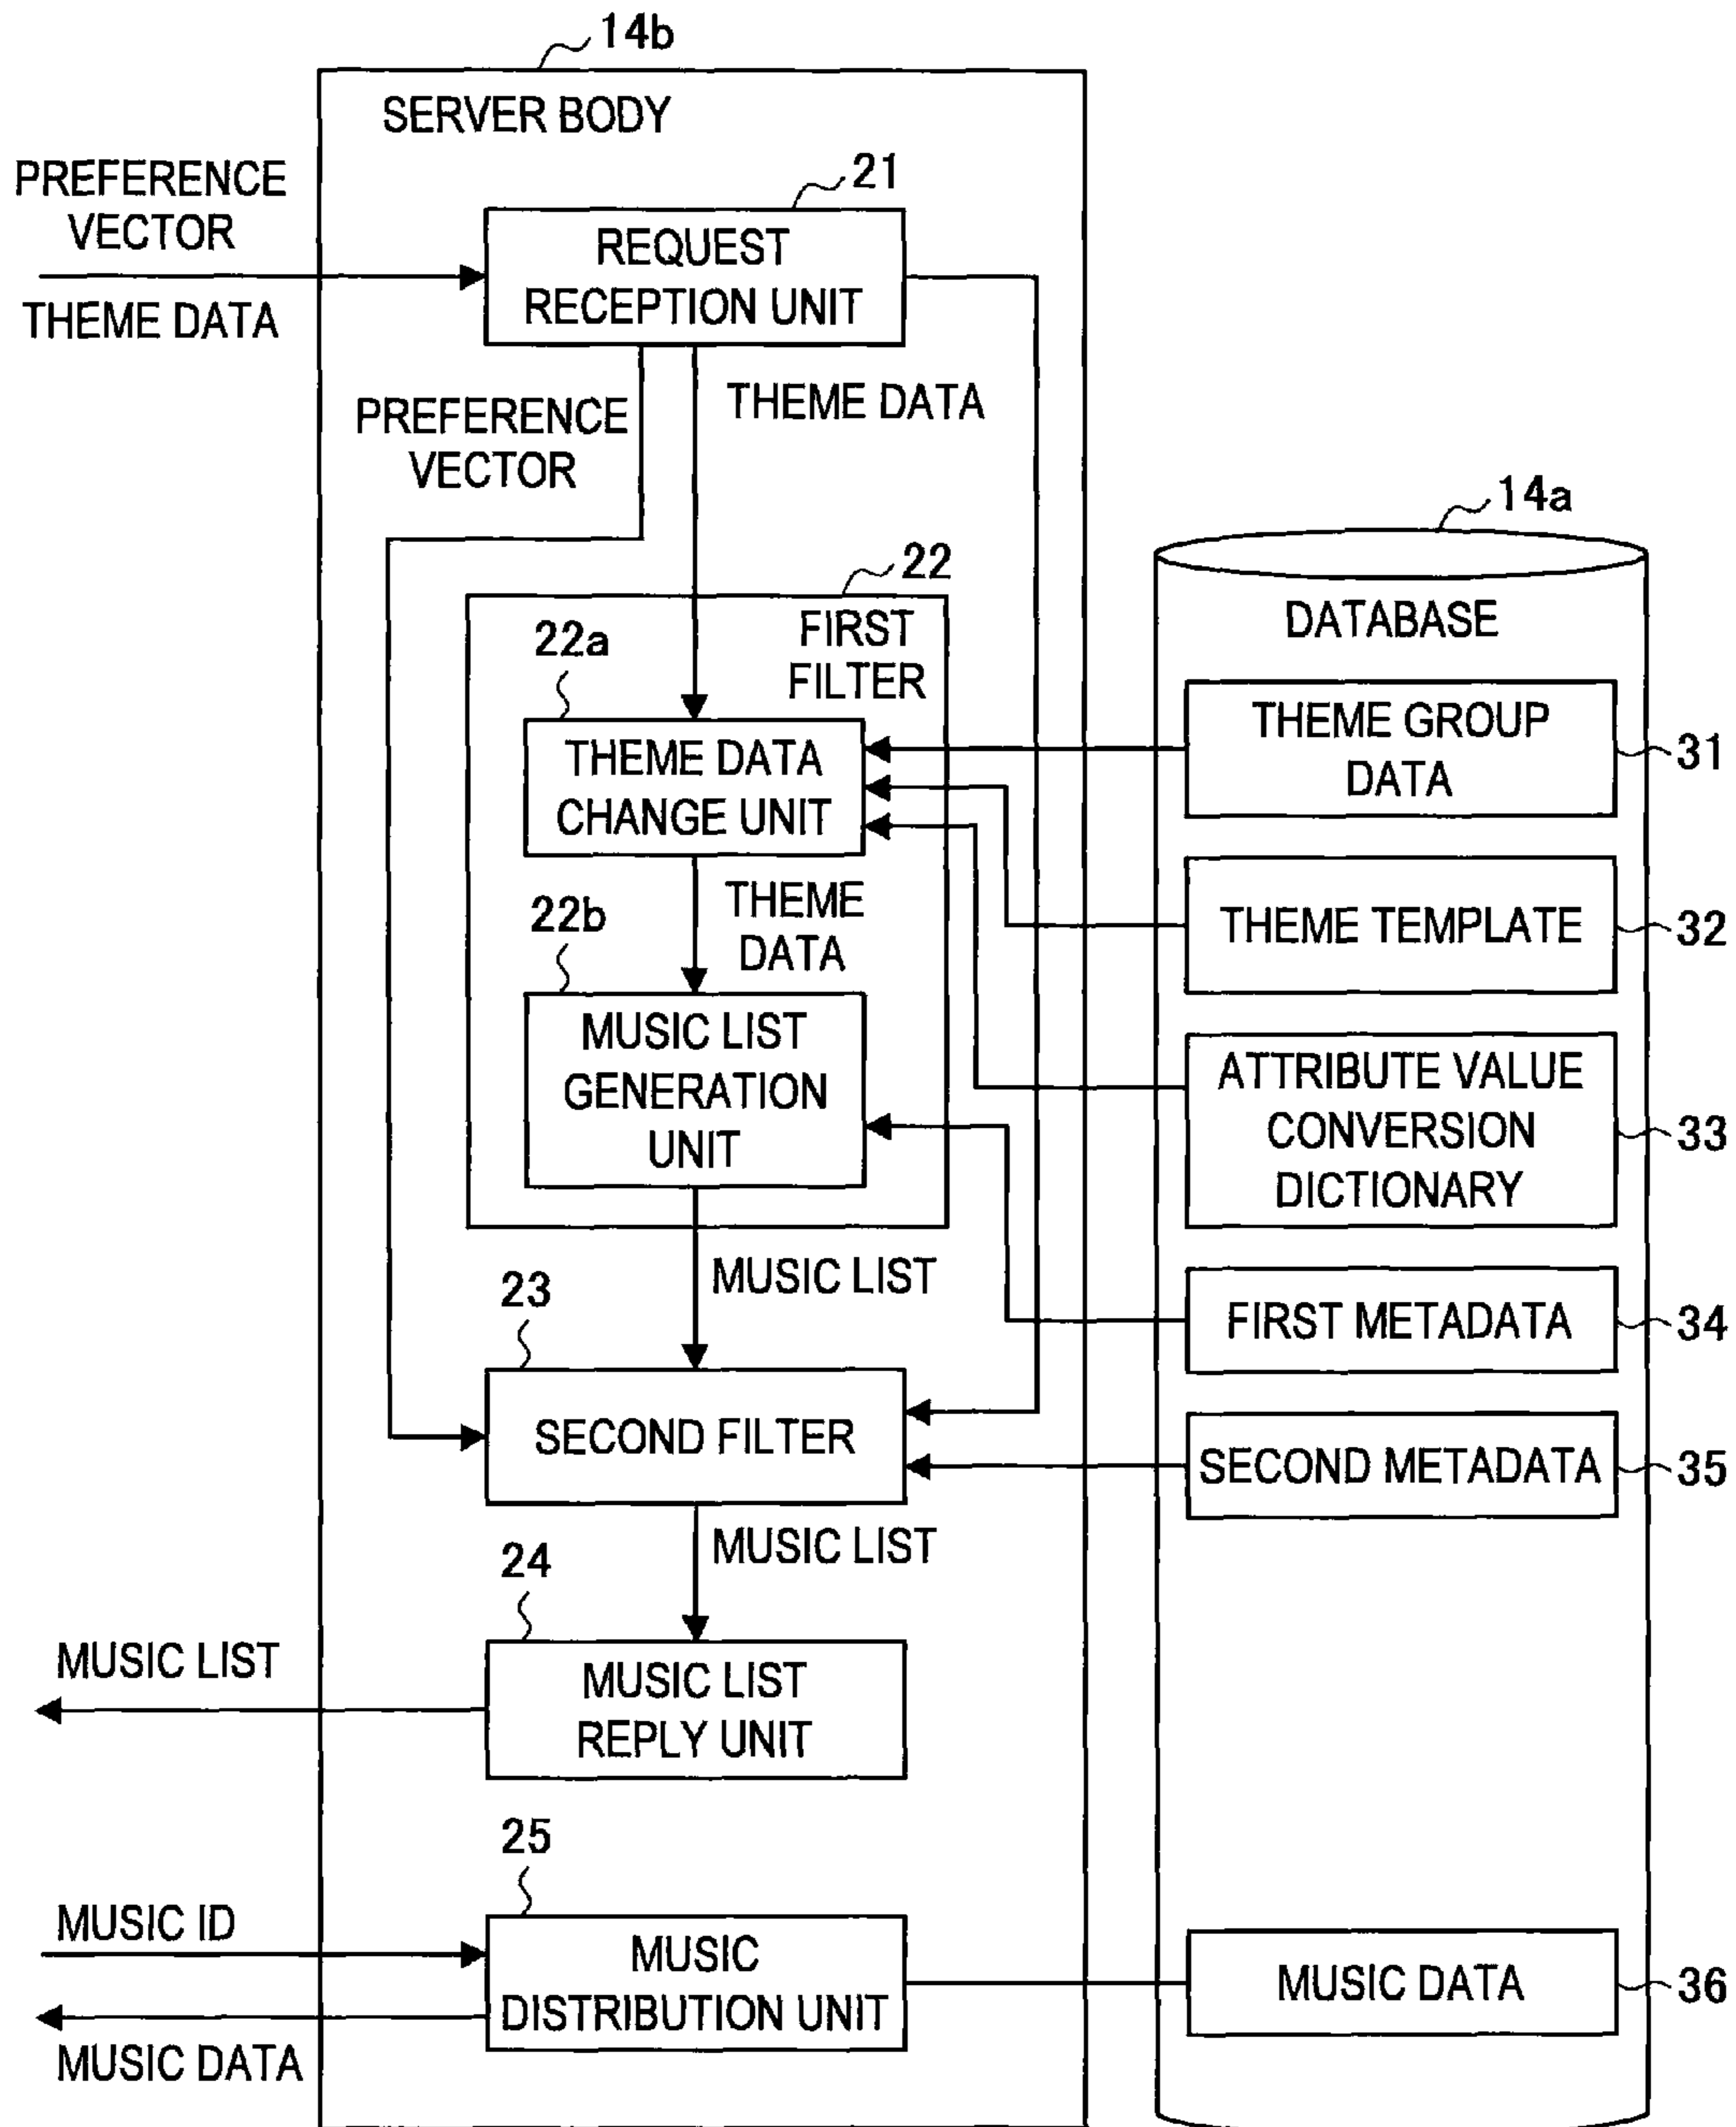 14b
SERVER BODY
PREFERENCE
VECTOR
THEME DATA
21
REQUEST
RECEPTION UNIT
PREFERENCE
VECTOR
THEME DATA
14a
DATABASE
22
FIRST
FILTER
22a
THEME DATA
CHANGE UNIT
THEME GROUP
DATA
31
THEME
DATA
THEME TEMPLATE
32
22b
MUSIC LIST
GENERATION
UNIT
ATTRIBUTE VALUE
CONVERSION
DICTIONARY
33
MUSIC LIST
FIRST METADATA
34
23
SECOND FILTER
SECOND METADATA
35
MUSIC LIST
24
MUSIC LIST
REPLY UNIT
MUSIC LIST
25
MUSIC ID
MUSIC
DISTRIBUTION UNIT
MUSIC DATA
MUSIC DATA
36